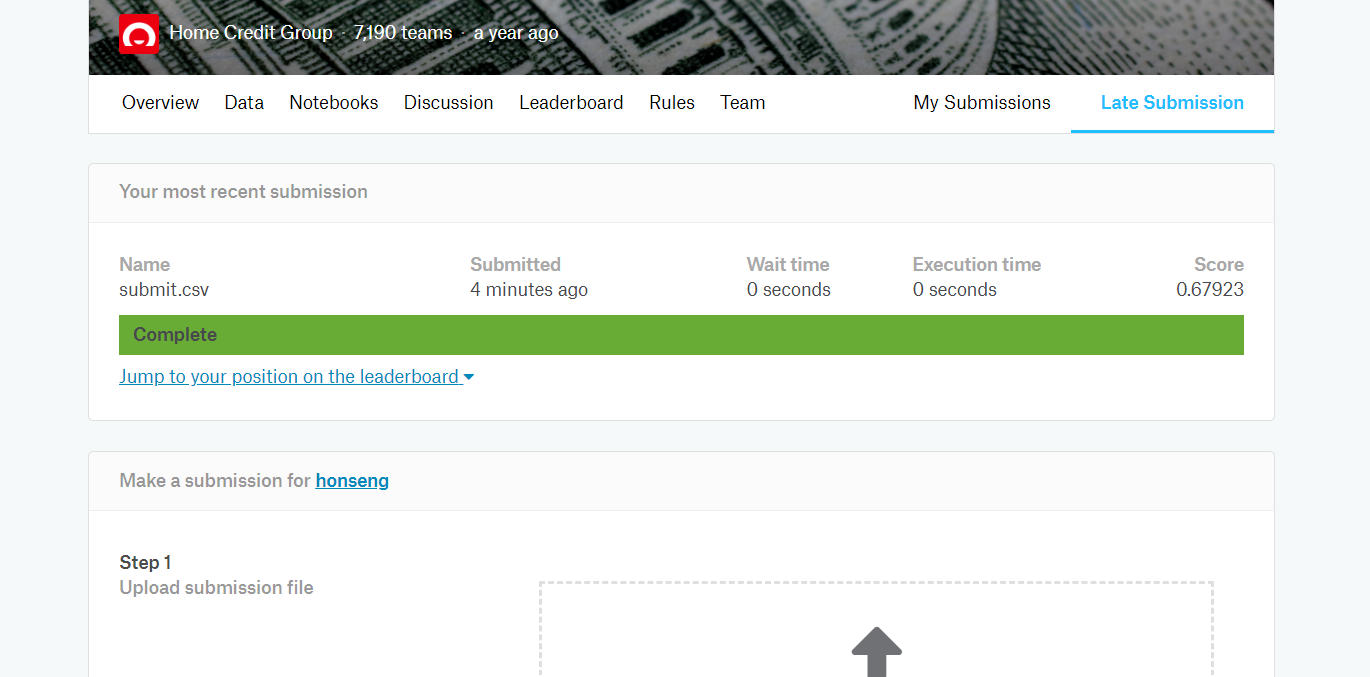 Home Credit Group · 7,190 teams · a year ago
Overview Data Notebooks Discussion Leaderboard Rules Team My Submissions Late Submission
Your most recent submission
Name Submitted Wait time Execution time Score
submit.csv 4 minutes ago 0 seconds 0 seconds 0.67923
Complete
Jump to your position on the leaderboard
Make a submission for honseng
Step 1
Upload submission file